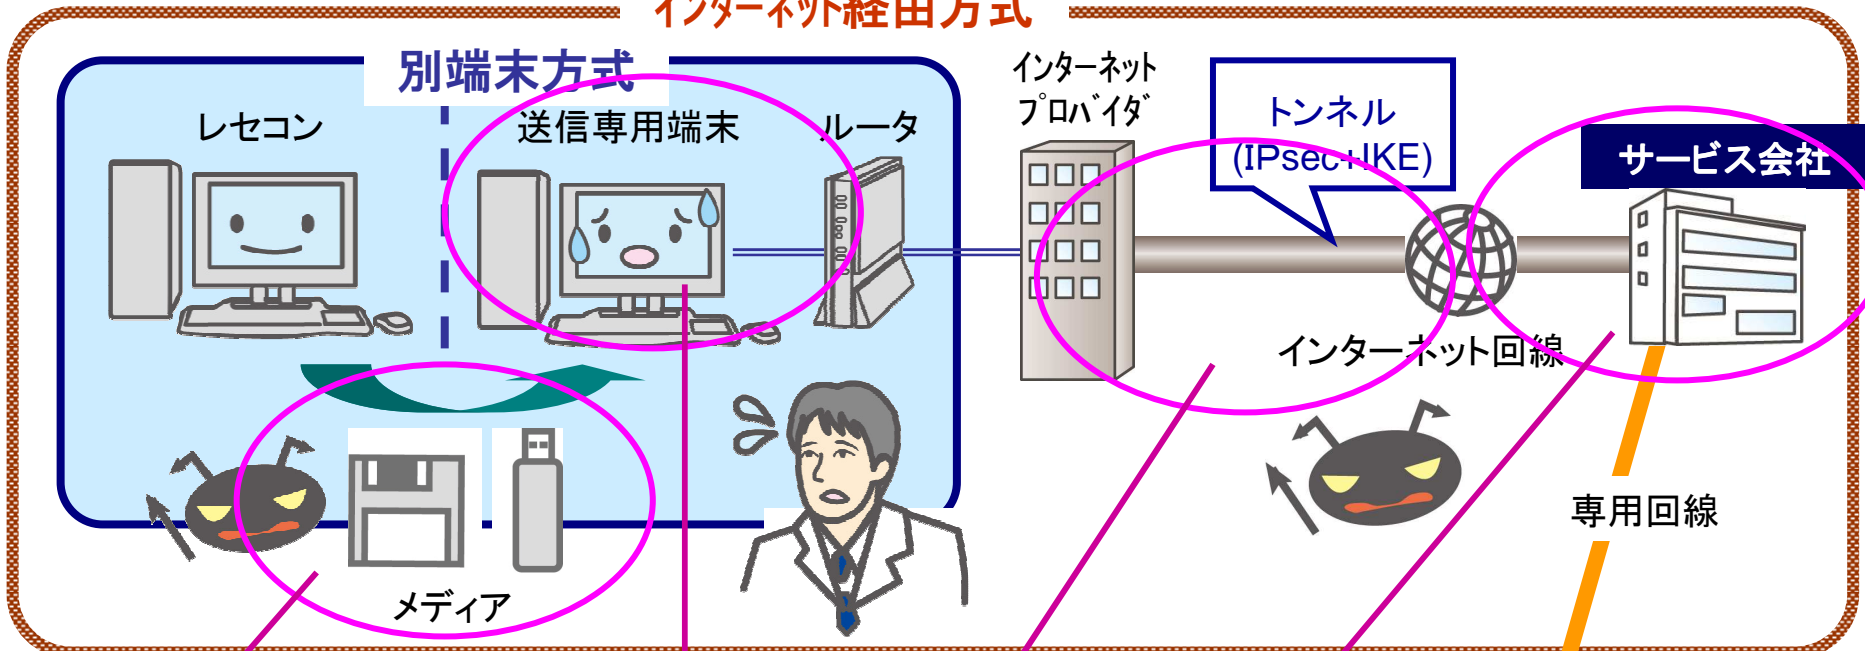 インターネット経由方式
別端末方式
レセコン
送信専用端末
ルータ
インターネット
プロバイダ
トンネル
(IPsec+IKE)
サービス会社
インターネット回線
専用回線
メディア